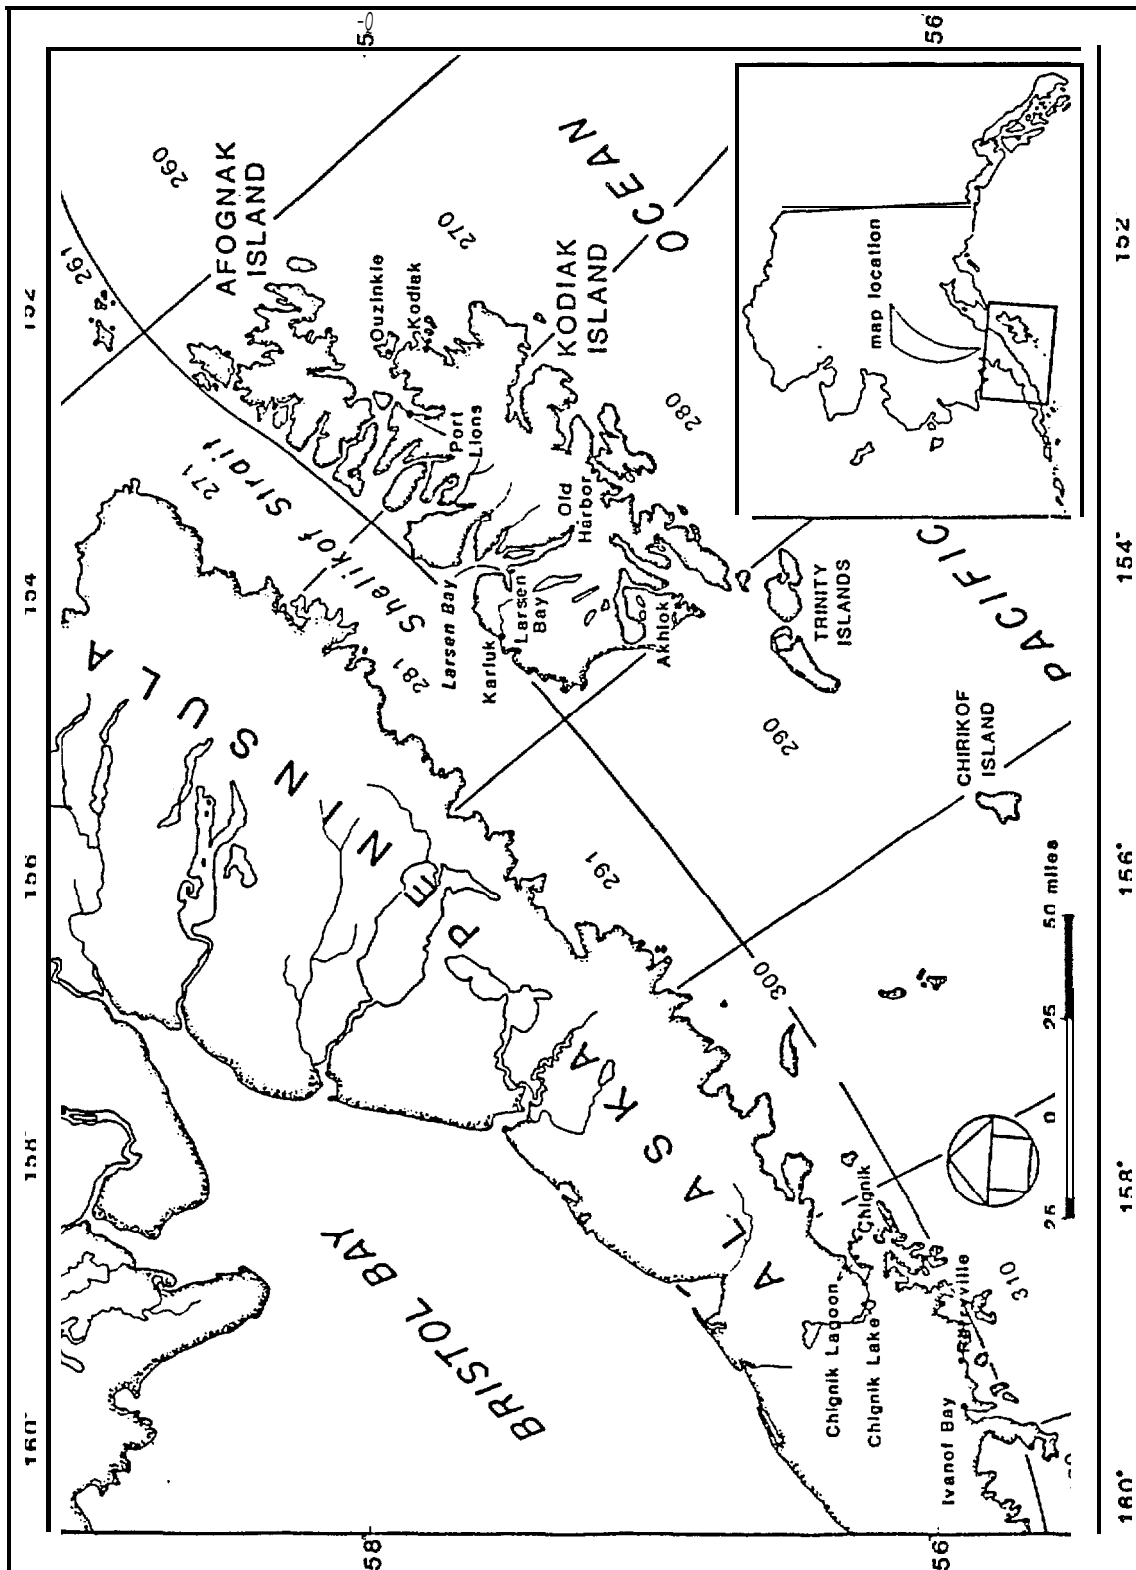 152
154
156
158
160
58
56
56
152
154°
156°
158°
160°
260
261
270
271
280
281
290
291
300
310
AFOGNAK
ISLAND
Ouzinkie
Kodiak
KODIAK
ISLAND
Port
Lions
Shelikof Strait
Larsen Bay
Larsen
Bay
Karluk
Old
Harbor
Akhiok
TRINITY
ISLANDS
CHIRIKOF
ISLAND
PACIFIC OCEAN
ALASKA PENINSULA
BRISTOL BAY
Chignik
Chignik Lagoon
Chignik Lake
Perryville
Ivanof Bay
map location
25 0 25 50 miles